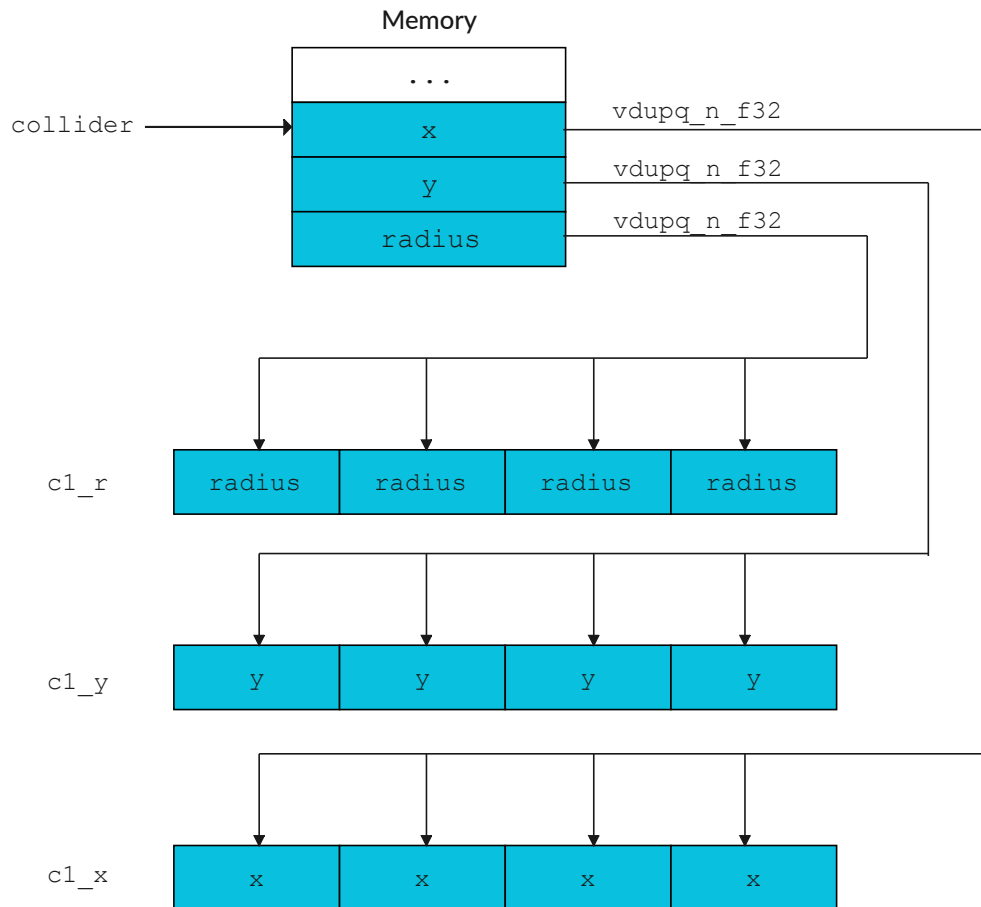 Memory
...
collider
x
vdupq_n_f32
y
vdupq_n_f32
radius
vdupq_n_f32
c1_r
radius radius radius radius
c1_y
y y y y
c1_x
x x x x